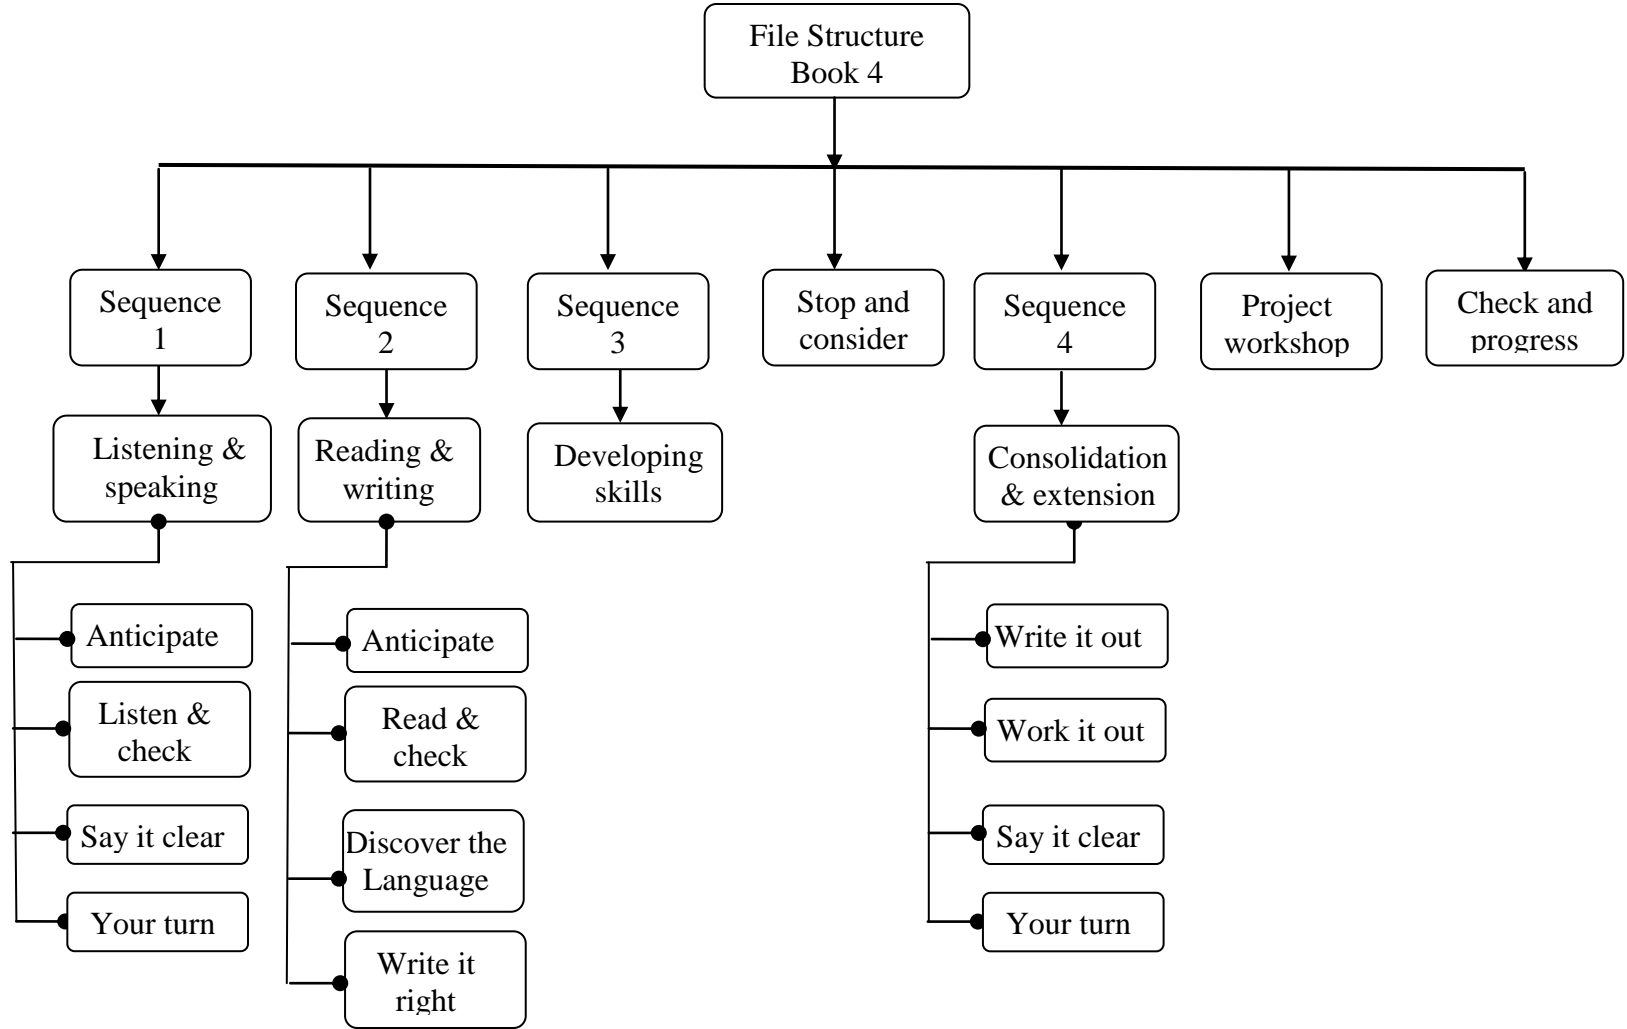 File Structure
Book 4
Sequence
1
Sequence
2
Sequence
3
Stop and
consider
Sequence
4
Project
workshop
Check and
progress
Listening &
speaking
Reading &
writing
Developing
skills
Consolidation
& extension
Anticipate
Listen &
check
Say it clear
Your turn
Anticipate
Read &
check
Discover the
Language
Write it
right
Write it out
Work it out
Say it clear
Your turn